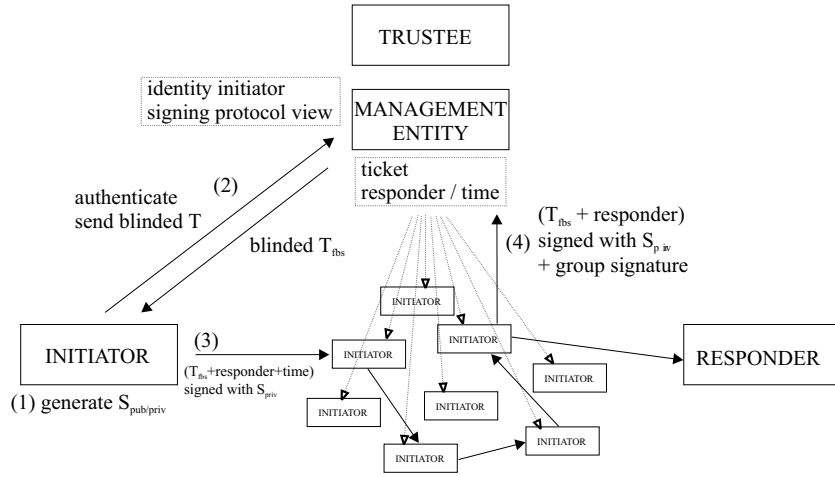 TRUSTEE
identity initiator
signing protocol view
MANAGEMENT
ENTITY
ticket
responder / time
(2)
authenticate
send blinded T
blinded T_fbs
(T_fbs + responder)
(4) signed with S_priv
+ group signature
INITIATOR
INITIATOR
(3)
INITIATOR
INITIATOR
RESPONDER
(T_fbs+responder+time)
signed with S_priv
INITIATOR
(1) generate S_pub/priv
INITIATOR
INITIATOR
INITIATOR
INITIATOR